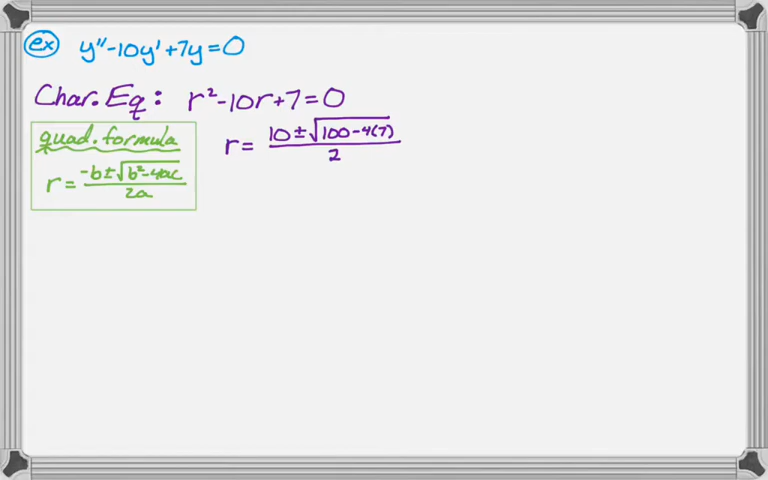 ex y''-10y'+7y=0
Char. Eq: r²-10r+7=0
quad. formula
r = (-b±√(b²-4ac))/(2a)
r = (10±√(100-4(7)))/2